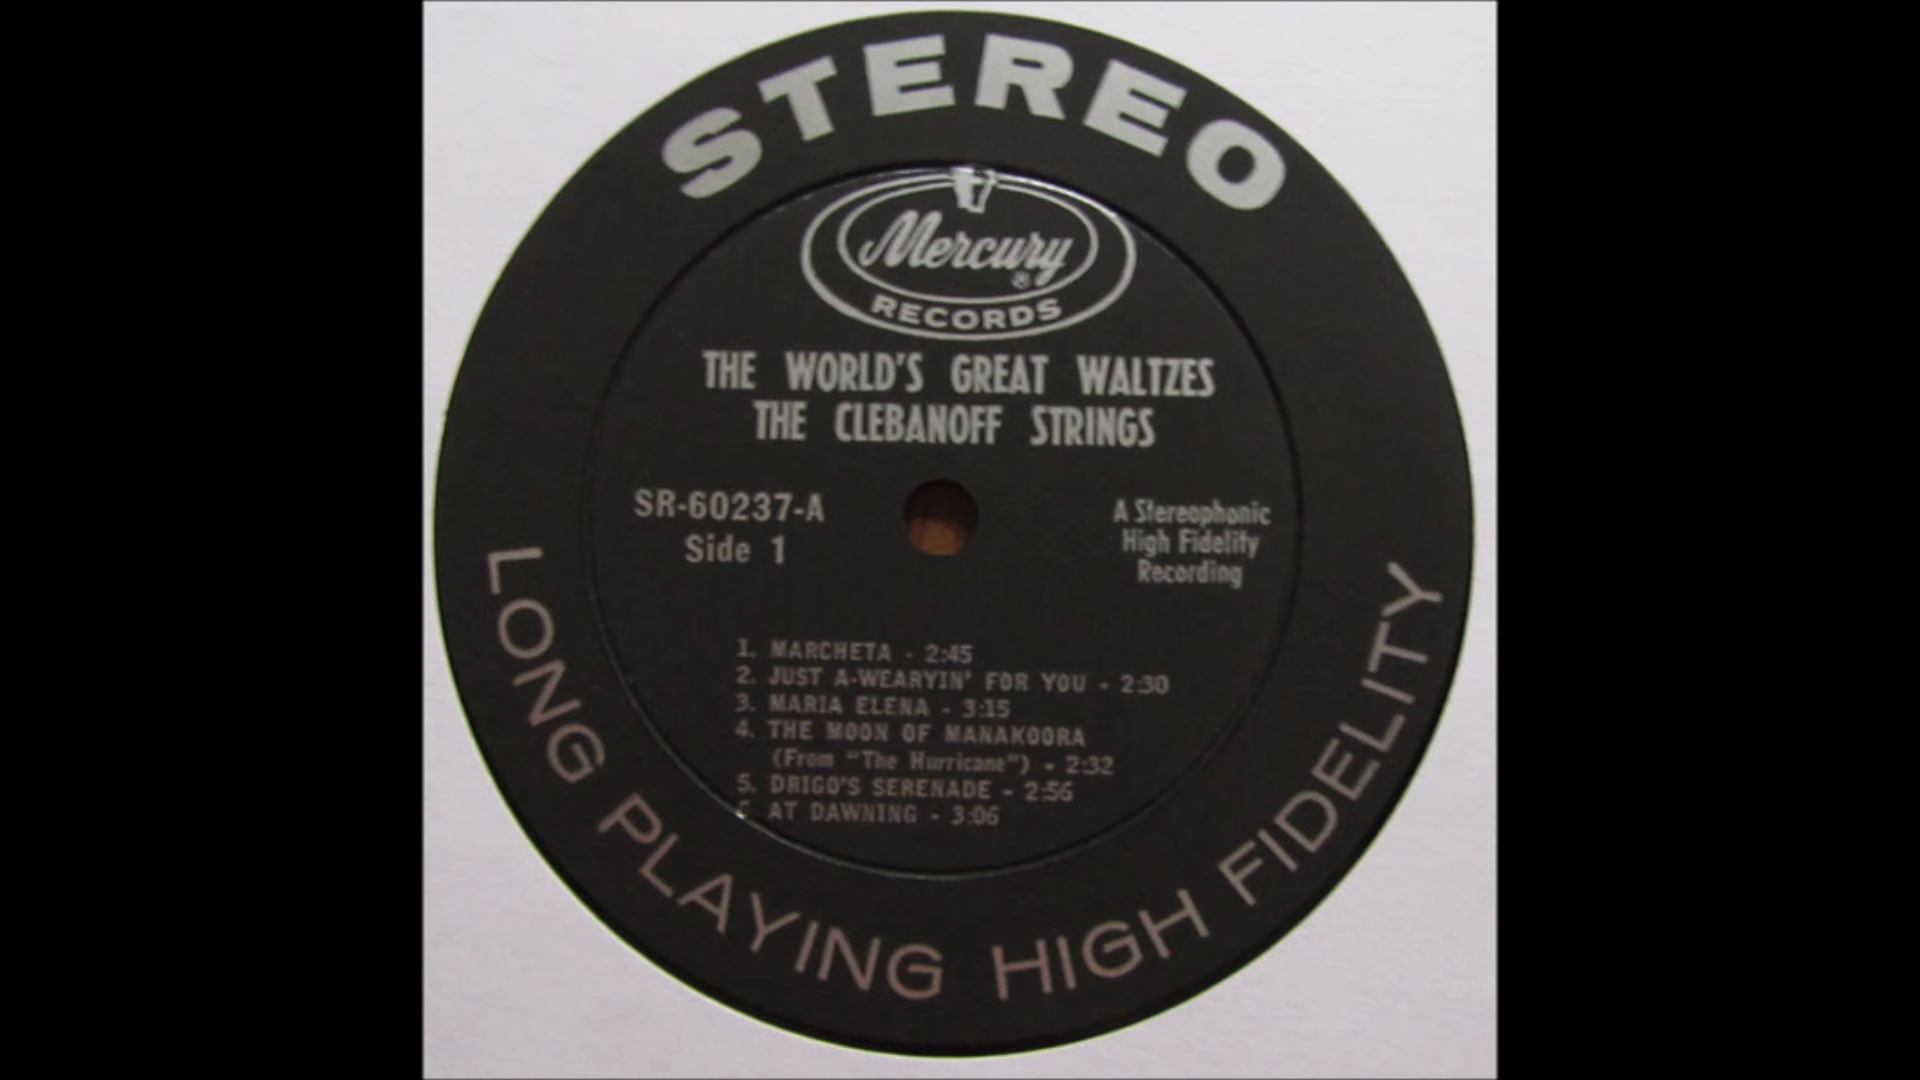 STEREO
Mercury
®
RECORDS
THE WORLD'S GREAT WALTZES
THE CLEBANOFF STRINGS
SR-60237-A
Side 1
A Stereophonic
High Fidelity
Recording
1. MARCHETA - 2:45
2. JUST A-WEARYIN' FOR YOU - 2:30
3. MARIA ELENA - 3:15
4. THE MOON OF MANAKOORA
(From "The Hurricane") - 2:32
5. DRIGO'S SERENADE - 2:56
AT DAWNING - 3:06
LONG PLAYING HIGH FIDELITY